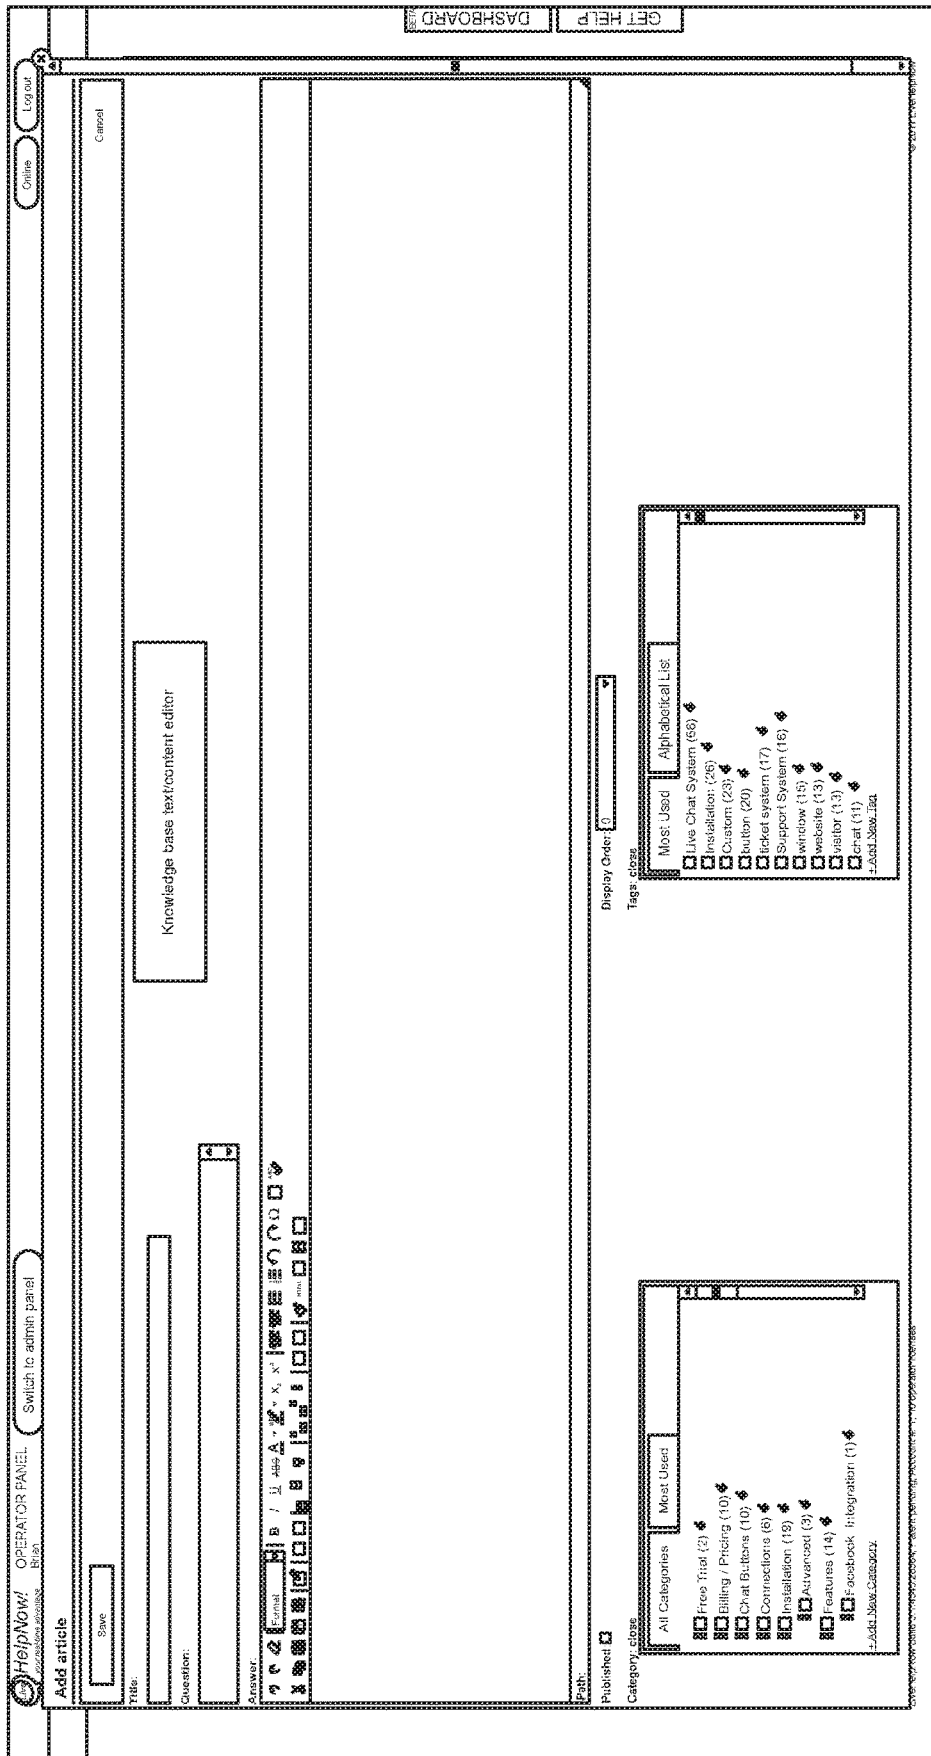 HelpNow!
OPERATOR PANEL
Brian
Switch to admin panel
Online
Log out
Add article
Save
Cancel
Title:
Knowledge base text/content editor
Question:
Answer:
Format
B I U ABC A
HTML
Path:
Published
Display Order: 0
Category: close
All Categories
Most Used
Free Trial (2)
Billing / Pricing (10)
Chat Buttons (10)
Connections (6)
Installation (19)
Advanced (3)
Features (14)
Facebook Integration (1)
+ Add New Category
Tags: close
Most Used
Alphabetical List
Live Chat System (56)
Installation (26)
Custom (23)
button (20)
ticket system (17)
Support System (16)
window (15)
website (13)
visitor (13)
chat (11)
+ Add New Tag
GET HELP
DASHBOARD
BETA